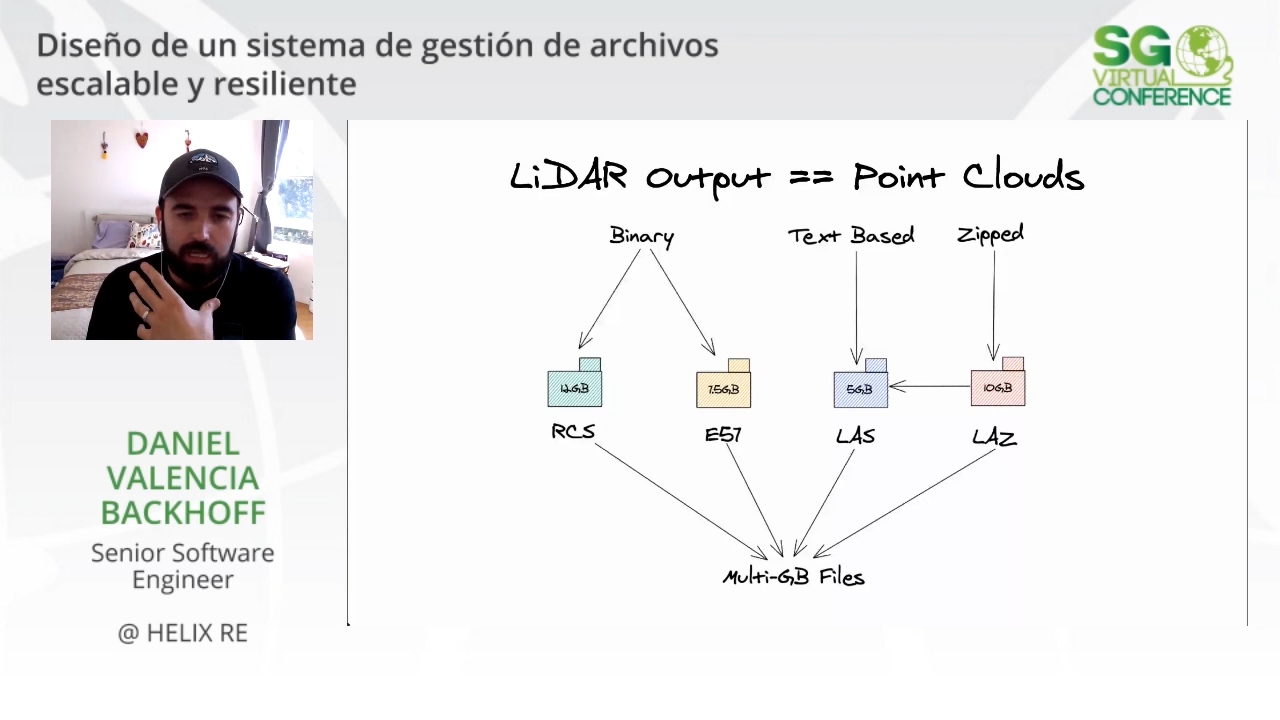 Diseño de un sistema de gestión de archivos
escalable y resiliente
SG
VIRTUAL
CONFERENCE
LiDAR Output == Point Clouds
Binary
Text Based
Zipped
12GB
7.5GB
5GB
10GB
RCS
E57
LAS
LAZ
Multi-GB Files
DANIEL
VALENCIA
BACKHOFF
Senior Software
Engineer
@ HELIX RE